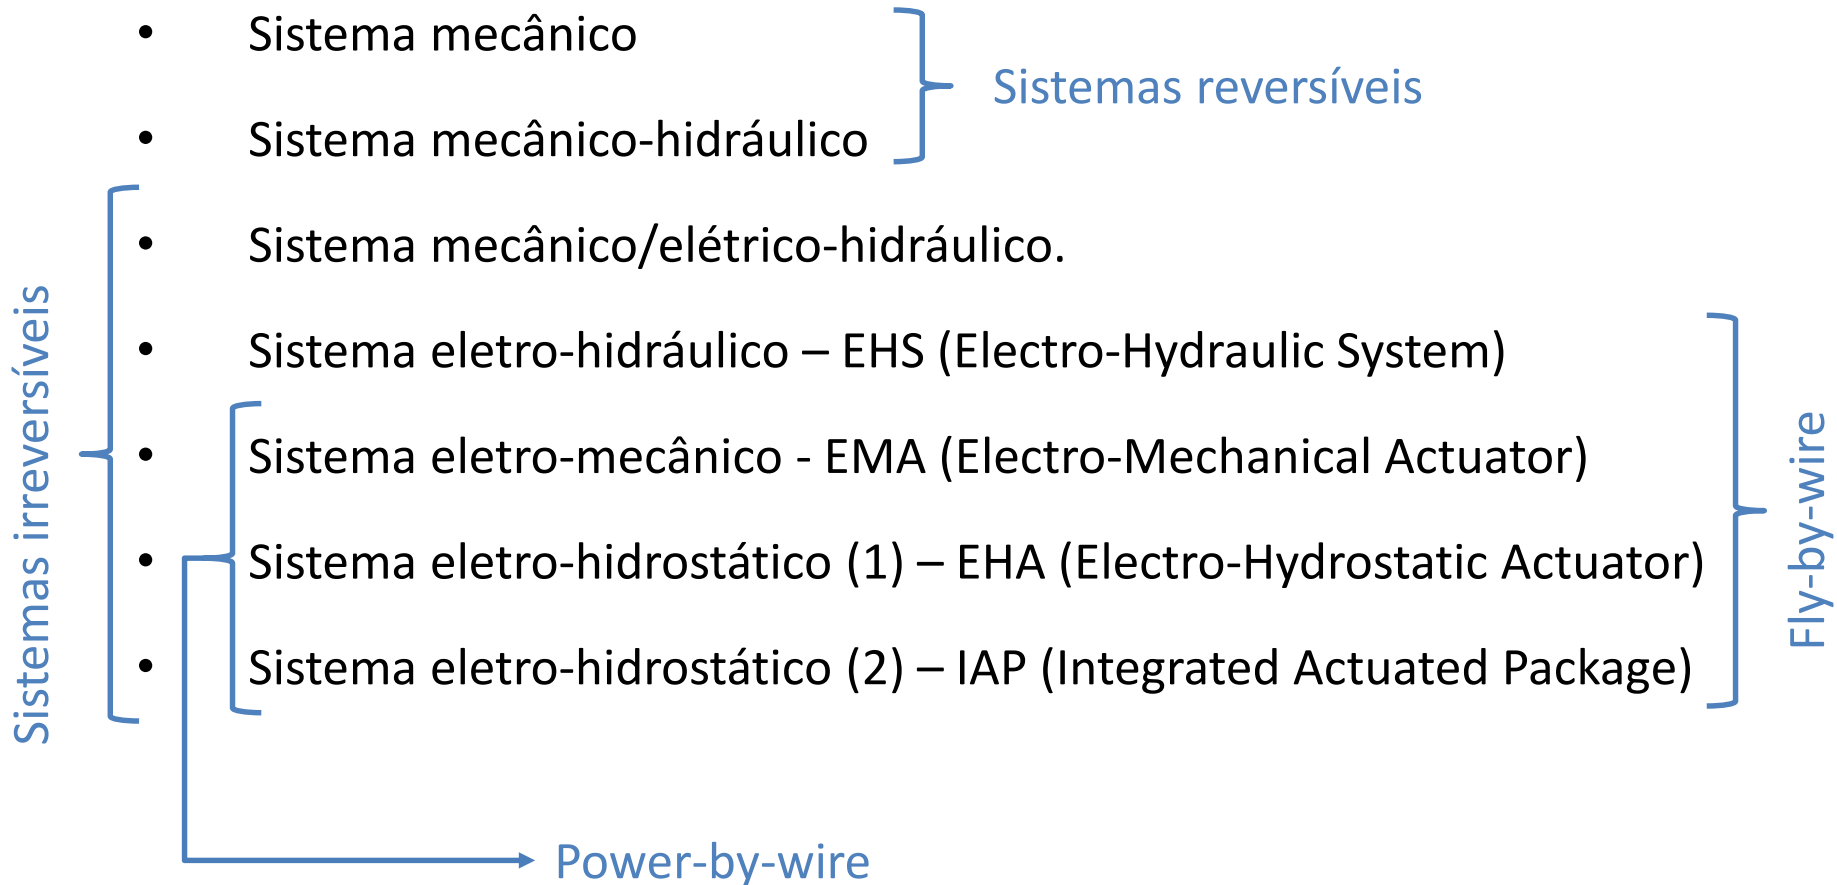 • Sistema mecânico
Sistemas reversíveis
• Sistema mecânico-hidráulico
• Sistema mecânico/elétrico-hidráulico.
• Sistema eletro-hidráulico – EHS (Electro-Hydraulic System)
• Sistema eletro-mecânico - EMA (Electro-Mechanical Actuator)
• Sistema eletro-hidrostático (1) – EHA (Electro-Hydrostatic Actuator)
• Sistema eletro-hidrostático (2) – IAP (Integrated Actuated Package)
Sistemas irreversíveis
Fly-by-wire
Power-by-wire